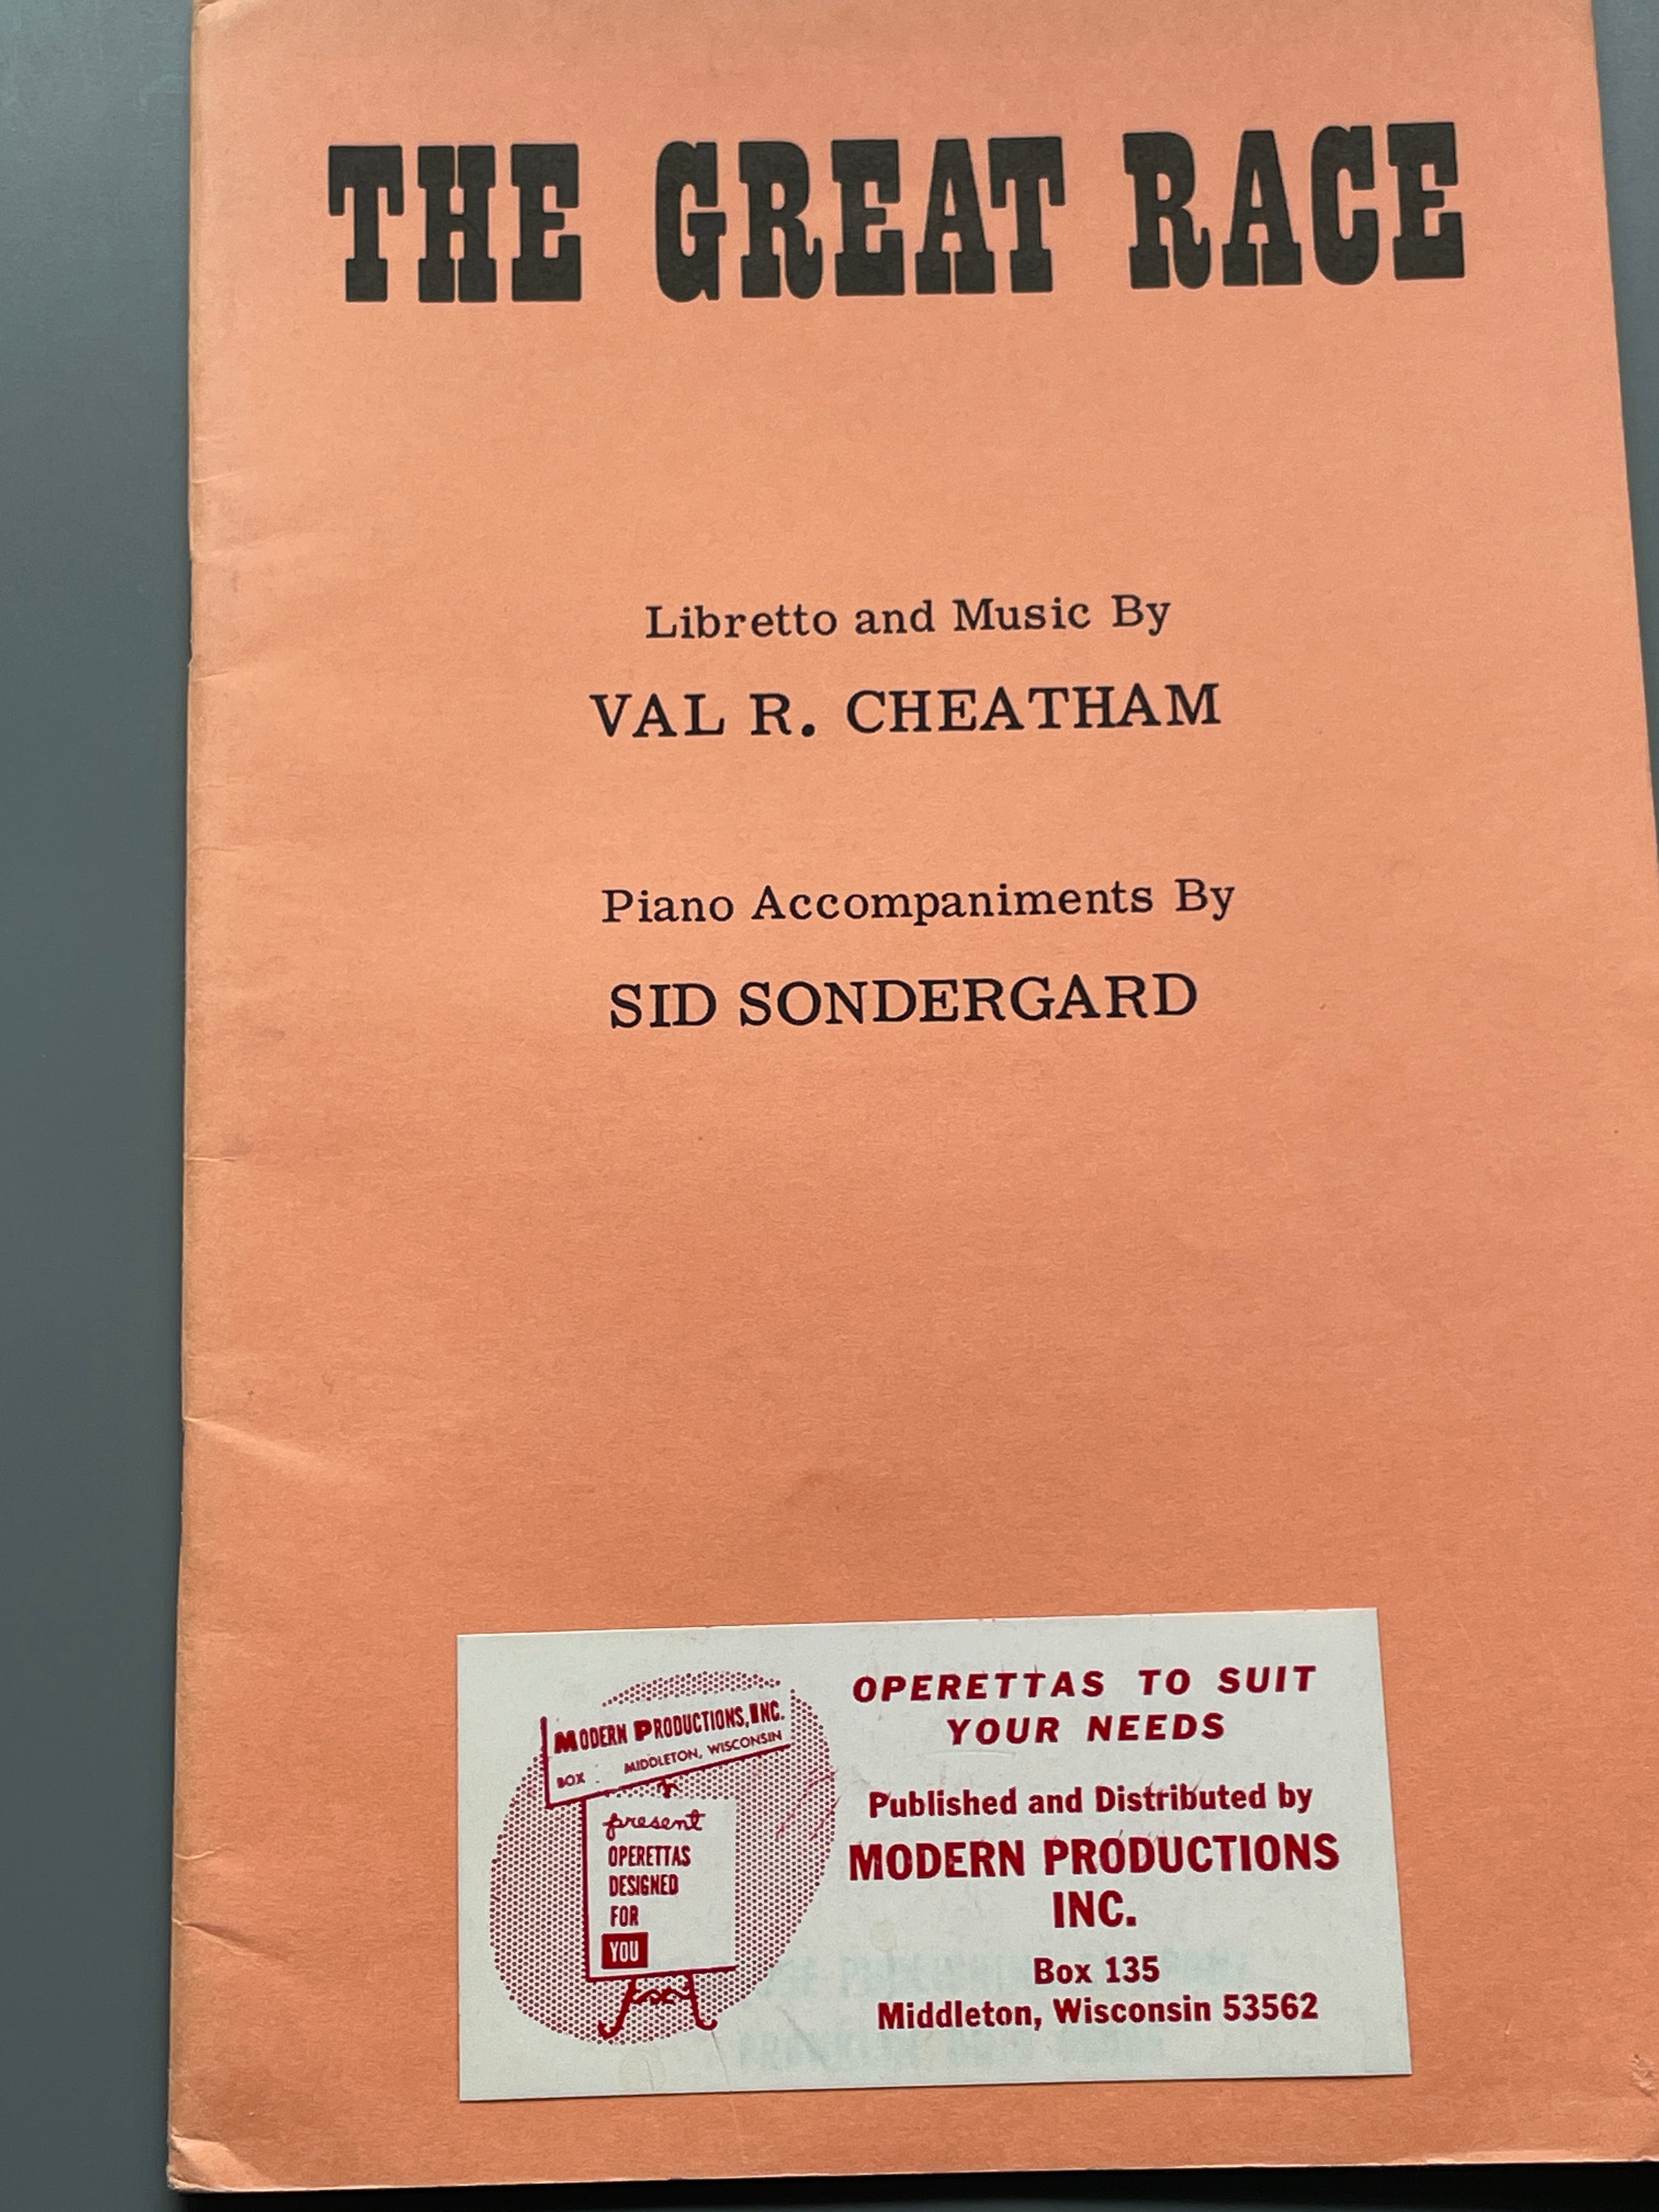 THE GREAT RACE
Libretto and Music By
VAL R. CHEATHAM
Piano Accompaniments By
SID SONDERGARD
MODERN PRODUCTIONS, INC.
BOX MIDDLETON, WISCONSIN
present
OPERETTAS
DESIGNED
FOR
YOU
OPERETTAS TO SUIT
YOUR NEEDS
Published and Distributed by
MODERN PRODUCTIONS
INC.
Box 135
Middleton, Wisconsin 53562